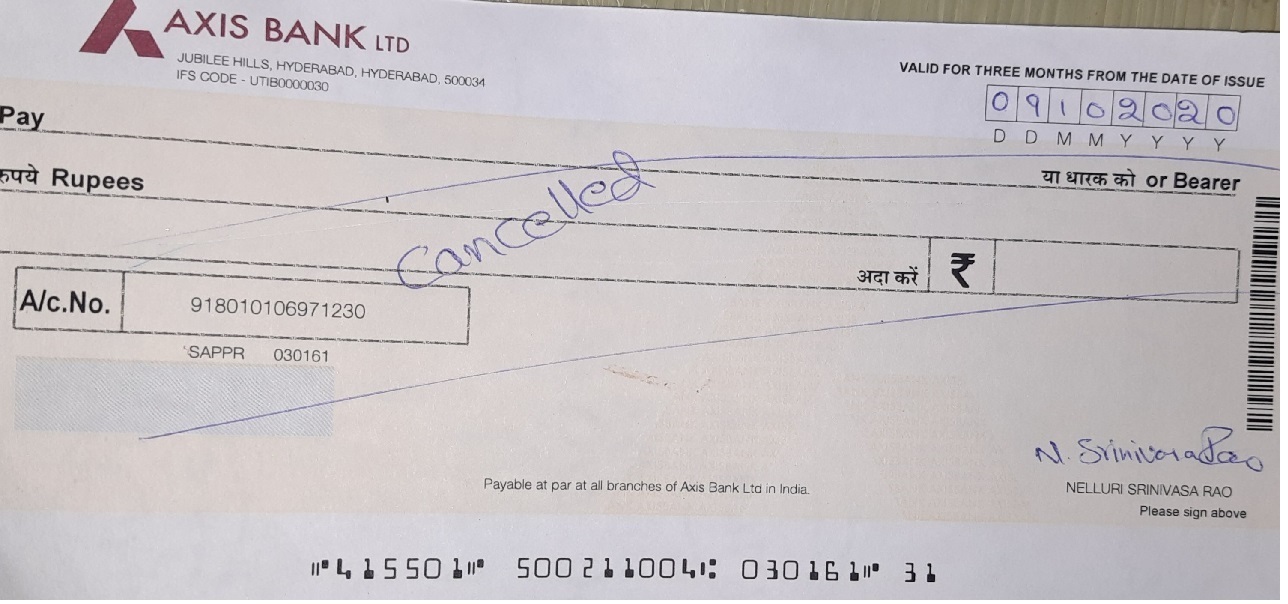 AXIS BANK LTD
JUBILEE HILLS, HYDERABAD, HYDERABAD, 500034
IFS CODE - UTIB0000030
VALID FOR THREE MONTHS FROM THE DATE OF ISSUE
0 9 1 0 2 0 2 0
D D M M Y Y Y Y
Pay
रुपये Rupees
या धारक को or Bearer
Cancelled
अदा करें ₹
A/c.No. 918010106971230
SAPPR 030161
N. Srinivasa Rao
NELLURI SRINIVASA RAO
Please sign above
Payable at par at all branches of Axis Bank Ltd in India.
⑈415501⑈ 500211004⑆ 030161⑈ 31